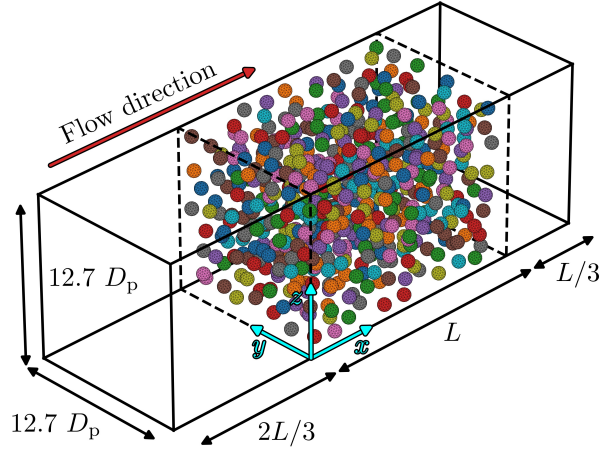 Flow direction
12.7 D_p
z
y
x
L/3
L
2L/3
12.7 D_p